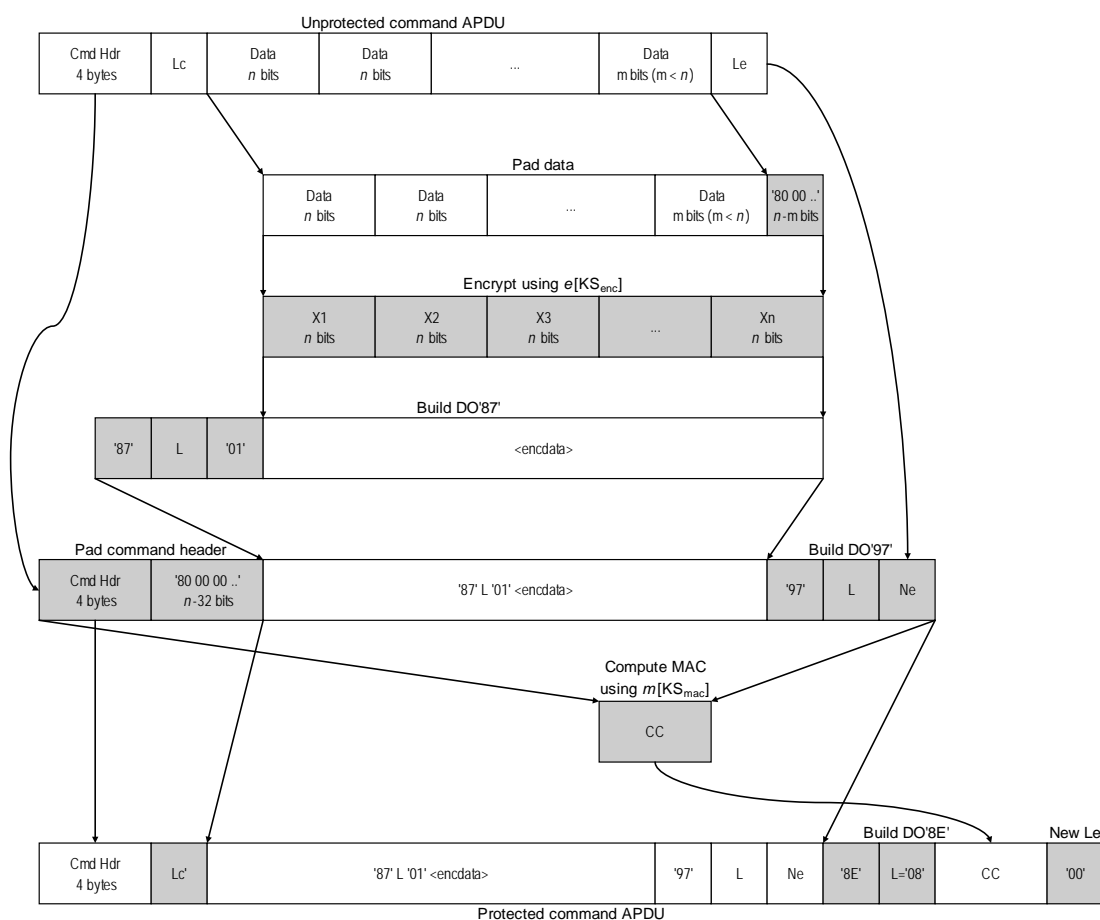 Unprotected command APDU
Cmd Hdr
4 bytes
Lc
Data
n bits
Data
n bits
...
Data
m bits (m < n)
Le
Pad data
Data
n bits
Data
n bits
...
Data
m bits (m < n)
'80 00 ..'
n-m bits
Encrypt using e[KSenc]
X1
n bits
X2
n bits
X3
n bits
...
Xn
n bits
Build DO'87'
'87'
L
'01'
<encdata>
Pad command header
Build DO'97'
Cmd Hdr
4 bytes
'80 00 00 ..'
n-32 bits
'87' L '01' <encdata>
'97'
L
Ne
Compute MAC
using m[KSmac]
CC
Build DO'8E'
New Le
Cmd Hdr
4 bytes
Lc'
'87' L '01' <encdata>
'97'
L
Ne
'8E'
L='08'
CC
'00'
Protected command APDU